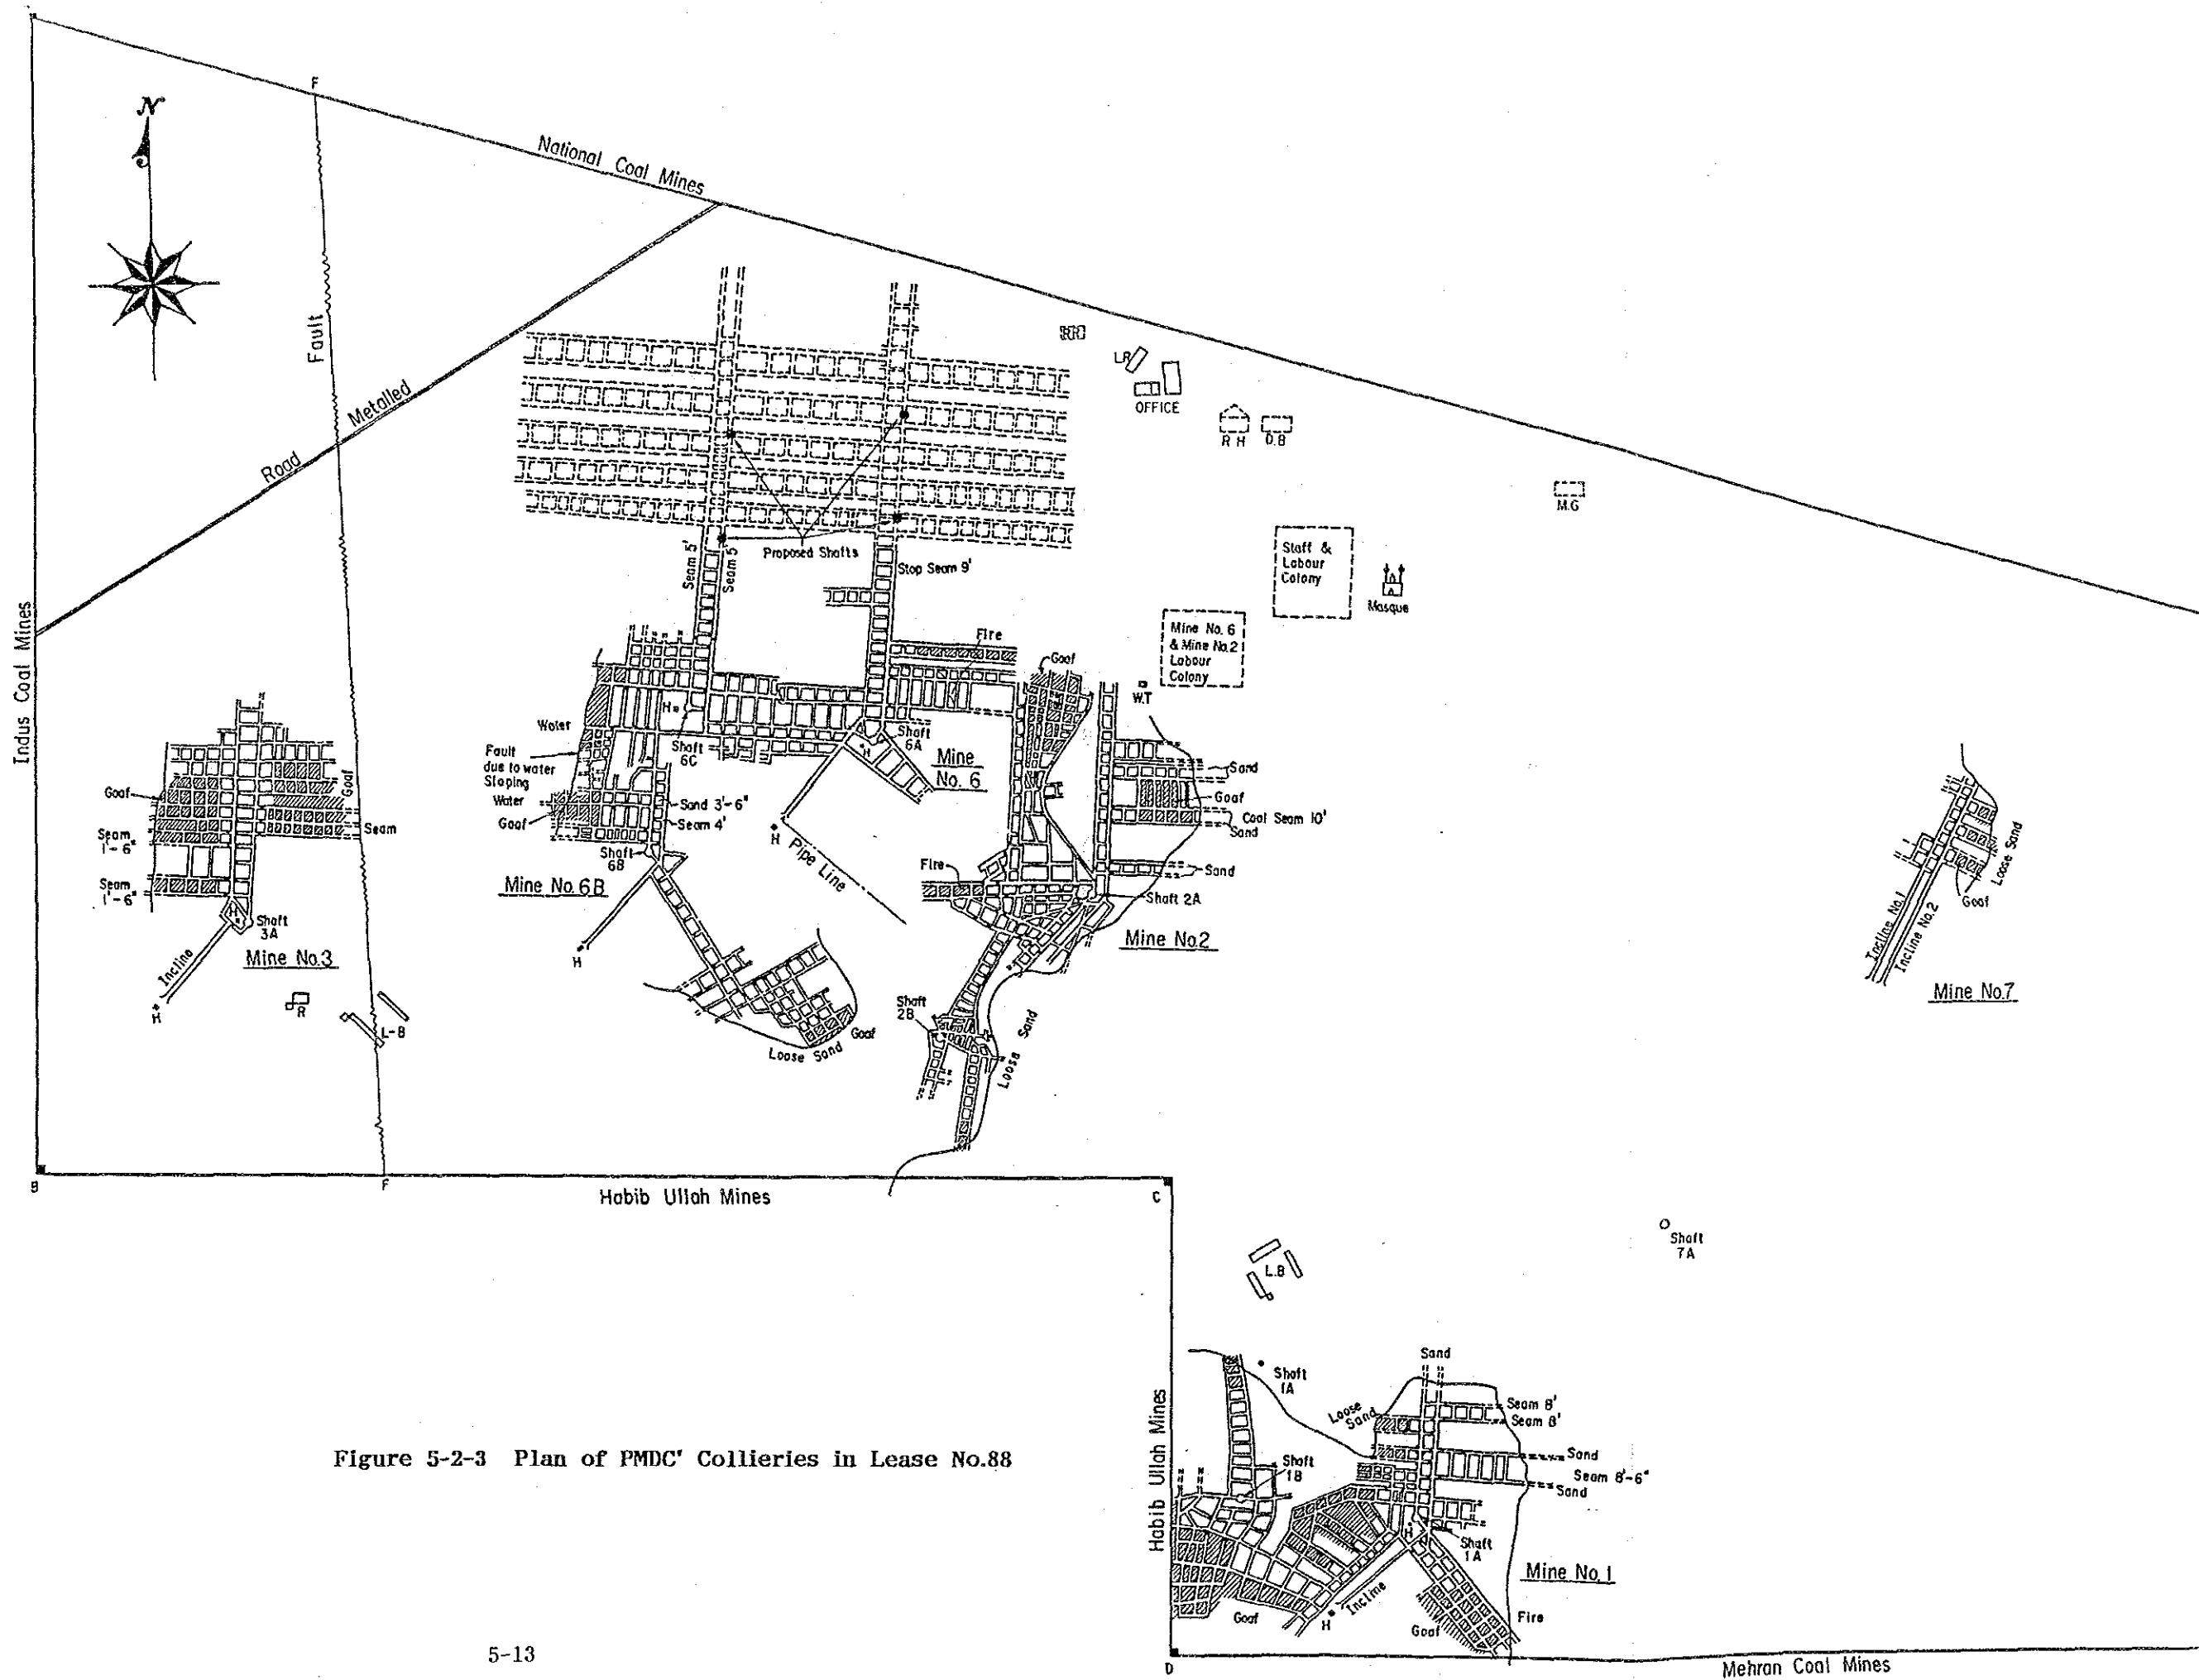 F
N
National Coal Mines
Fault
Metalled
Road
Indus Coal Mines
LR
OFFICE
R H
D.B
M.G
Proposed Shafts
Seam 5'
Seam 5'
Stop Seam 9'
Staff &
Labour
Colony
Masque
Mine No. 6
& Mine No.2
Labour
Colony
W.T
Fire
Goaf
Water
Fault
due to water
Sloping
Water
Goaf
H
Shaft
6C
Shaft
6A
H
Mine
No. 6
Sand 3'-6"
Seam 4'
Shaft
6B
Mine No.6B
H
H
Pipe Line
Goaf
Goaf
Seam
1'-6"
Seam
Seam
1'-6"
H
Shaft
3A
Incline
Mine No.3
H
R
L-B
Sand
Goaf
Coal Seam 10'
Sand
Sand
Fire
Shaft 2A
Mine No.2
Shaft
2B
Loose Sand
Loose Sand
Goaf
Loose Sand
Goaf
Incline No.1
Incline No.2
Mine No.7
B
F
Habib Ullah Mines
C
Shaft
7A
L.B
Habib Ullah Mines
Shaft
1A
Sand
Loose
Sand
Seam 8'
Seam 8'
Sand
Seam 8'-6"
Sand
Shaft
1B
H
Shaft
1A
Mine No. 1
Incline
H
Goaf
Goaf
Fire
D
Mehran Coal Mines
Figure 5-2-3 Plan of PMDC' Collieries in Lease No.88
5-13